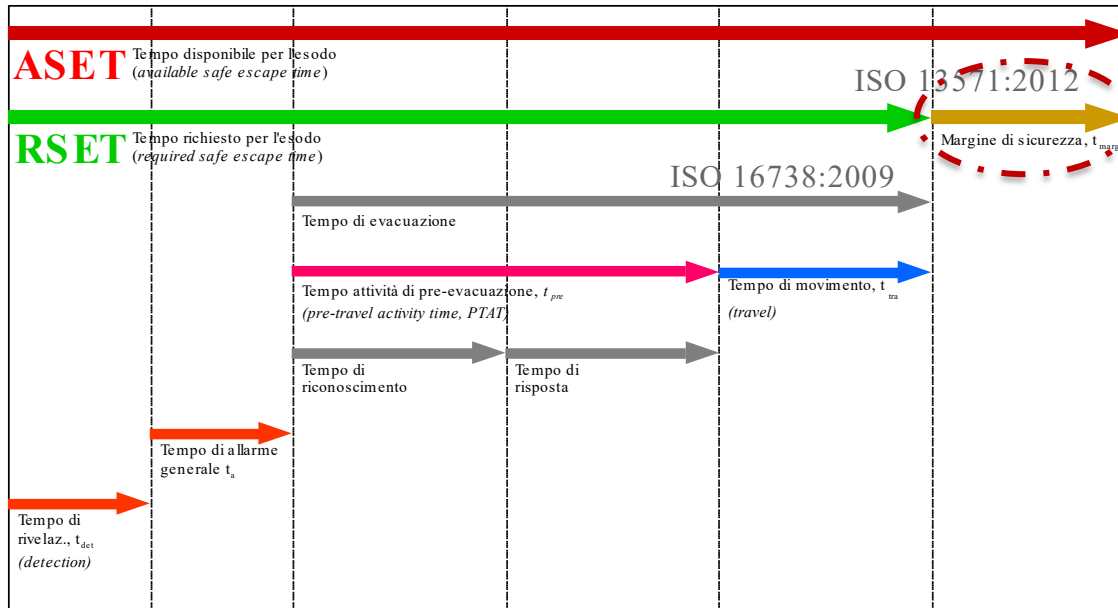 ASET
Tempo disponibile per l'esodo
(available safe escape time)
ISO 13571:2012
RSET
Tempo richiesto per l'esodo
(required safe escape time)
Margine di sicurezza, t marg
ISO 16738:2009
Tempo di evacuazione
Tempo attività di pre-evacuazione, t pre
(pre-travel activity time, PTAT)
Tempo di movimento, t tra
(travel)
Tempo di
riconoscimento
Tempo di
risposta
Tempo di allarme
generale ta
Tempo di
rivelaz., tdet
(detection)